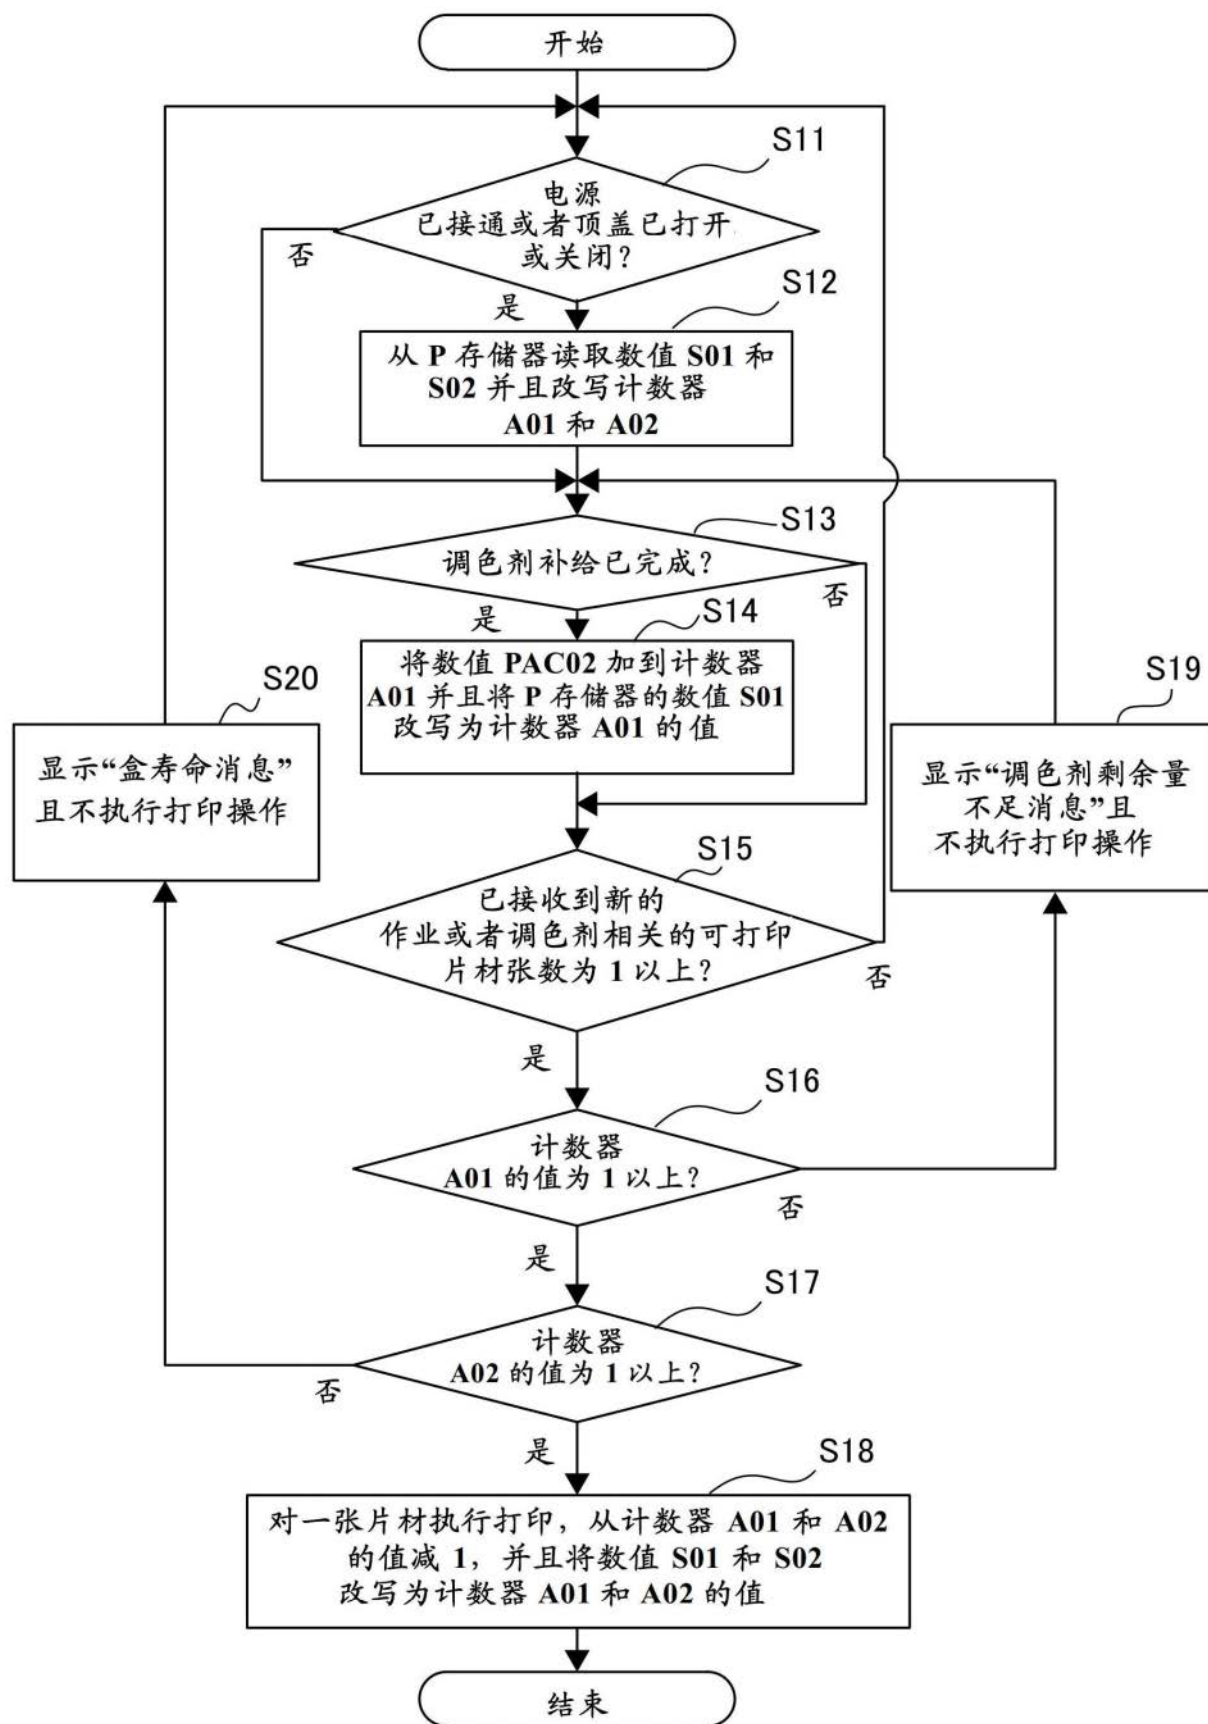 开始
S11
电源
已接通或者顶盖已打开
或关闭?
否
是
S12
从 P 存储器读取数值 S01 和
S02 并且改写计数器
A01 和 A02
S13
调色剂补给已完成?
否
是
S14
将数值 PAC02 加到计数器
A01 并且将 P 存储器的数值 S01
改写为计数器 A01 的值
S20
显示“盒寿命消息”
且不执行打印操作
S19
显示“调色剂剩余量
不足消息”且
不执行打印操作
S15
已接收到新的
作业或者调色剂相关的可打印
片材张数为 1 以上?
否
是
S16
计数器
A01 的值为 1 以上?
否
是
S17
计数器
A02 的值为 1 以上?
否
是
S18
对一张片材执行打印，从计数器 A01 和 A02
的值减 1，并且将数值 S01 和 S02
改写为计数器 A01 和 A02 的值
结束